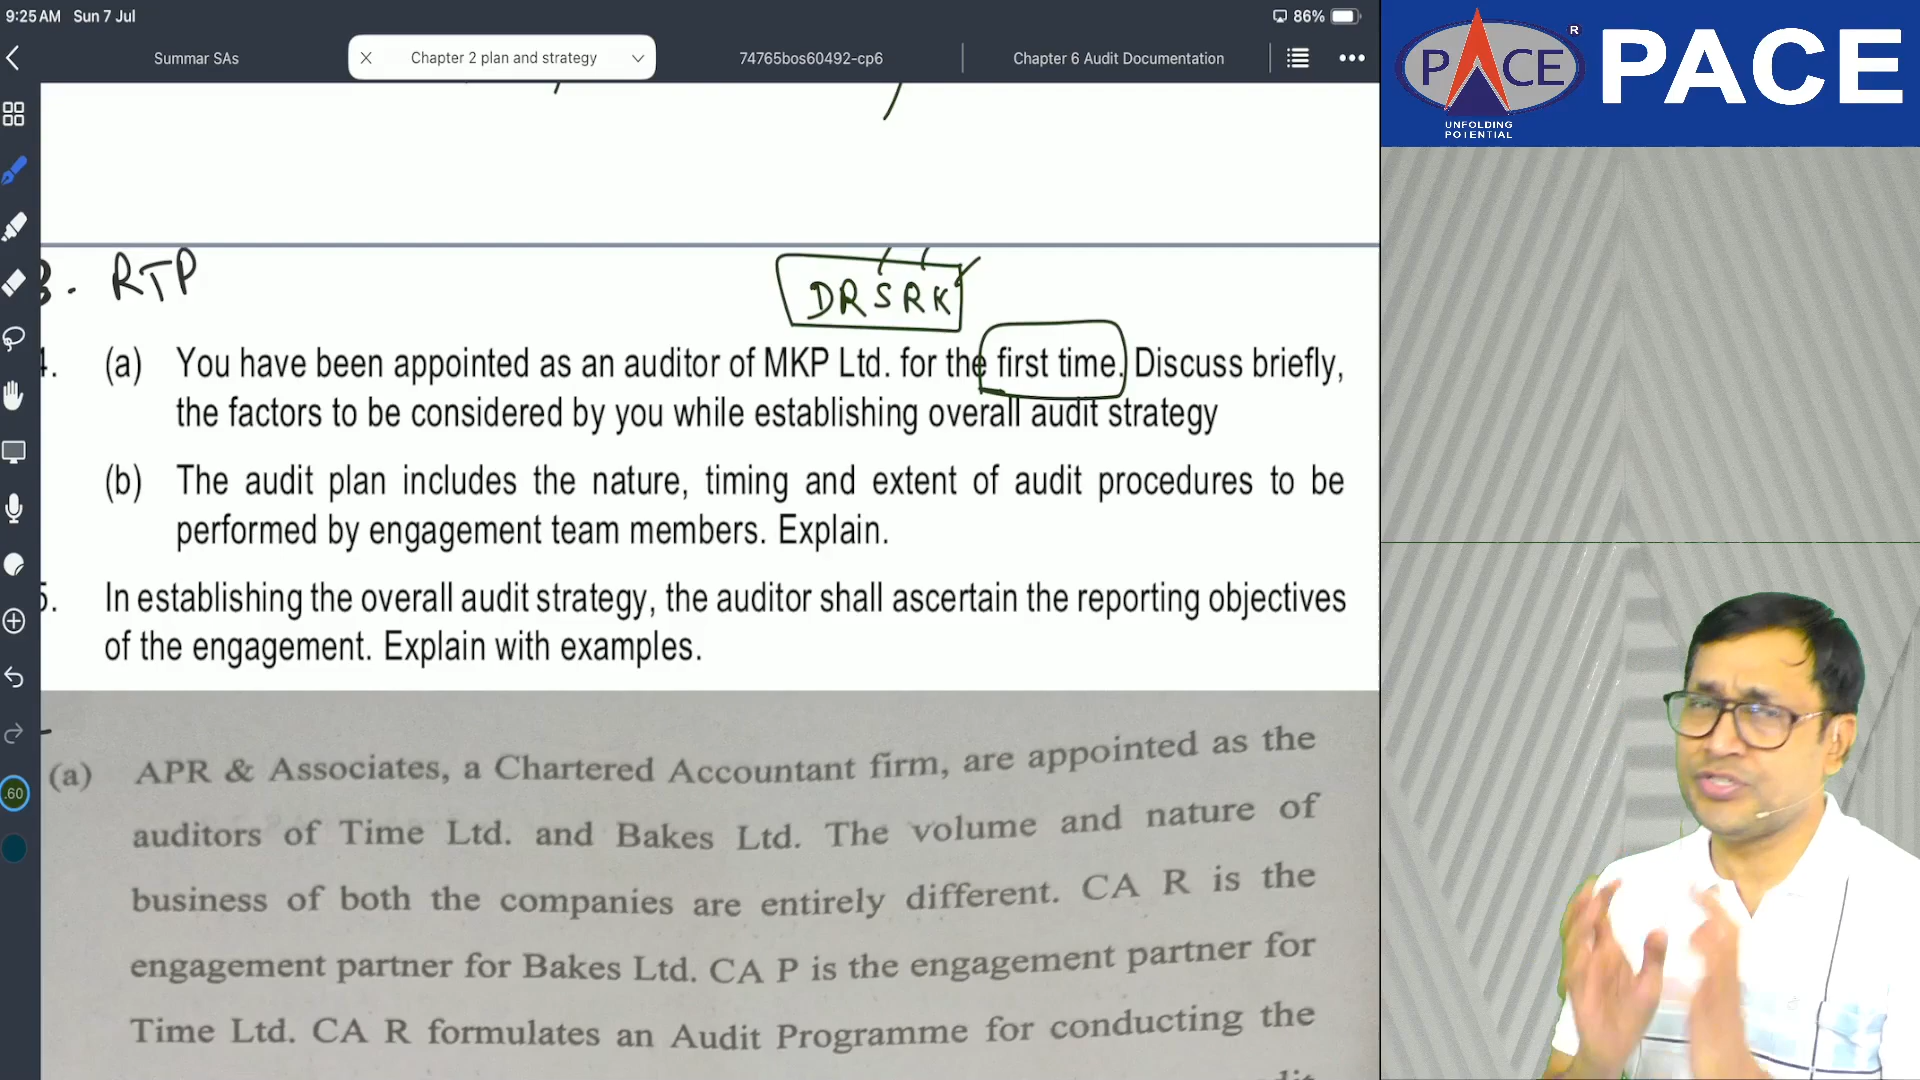 9:25 AM Sun 7 Jul
86%
Summar SAs
Chapter 2 plan and strategy
74765bos60492-cp6
Chapter 6 Audit Documentation
PACE
®
UNFOLDING
POTENTIAL
PACE
3. RTP
DRSRK
4. (a) You have been appointed as an auditor of MKP Ltd. for the first time. Discuss briefly,
the factors to be considered by you while establishing overall audit strategy
(b) The audit plan includes the nature, timing and extent of audit procedures to be
performed by engagement team members. Explain.
5. In establishing the overall audit strategy, the auditor shall ascertain the reporting objectives
of the engagement. Explain with examples.
(a) APR & Associates, a Chartered Accountant firm, are appointed as the
auditors of Time Ltd. and Bakes Ltd. The volume and nature of
business of both the companies are entirely different. CA R is the
engagement partner for Bakes Ltd. CA P is the engagement partner for
Time Ltd. CA R formulates an Audit Programme for conducting the
.60